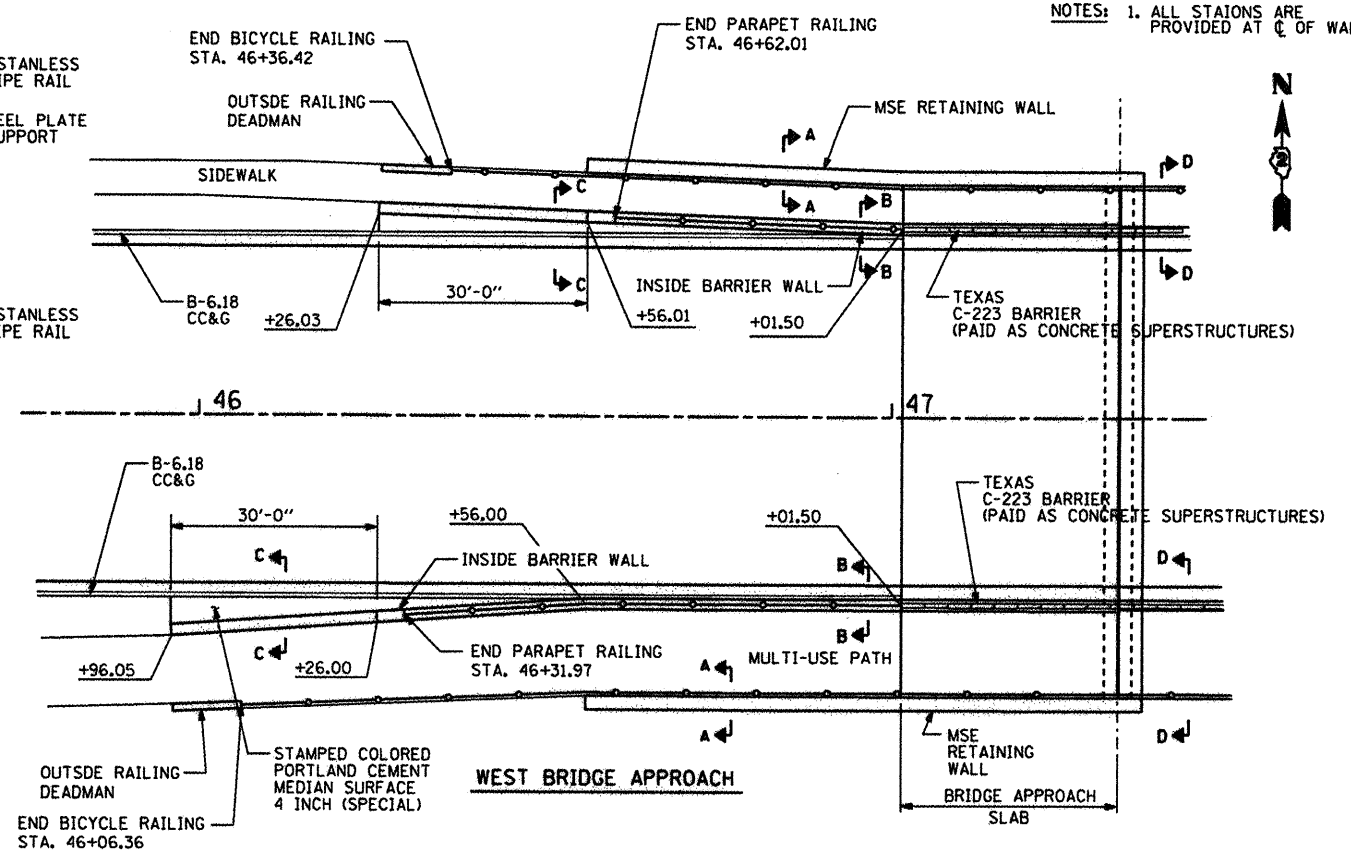 NOTES: 1. ALL STAIONS ARE
PROVIDED AT ℄ OF WAL
END PARAPET RAILING
STA. 46+62.01
END BICYCLE RAILING
STA. 46+36.42
STANLESS
IPE RAIL
OUTSDE RAILING
DEADMAN
EEL PLATE
UPPORT
MSE RETAINING WALL
N
2
A
D
SIDEWALK
C
A
B
B-6.18
CC&G
30'-0"
C
INSIDE BARRIER WALL
B
D
STANLESS
IPE RAIL
+26.03
+56.01
+01.50
TEXAS
C-223 BARRIER
(PAID AS CONCRETE SUPERSTRUCTURES)
46
47
B-6.18
CC&G
30'-0"
+56.00
+01.50
TEXAS
C-223 BARRIER
(PAID AS CONCRETE SUPERSTRUCTURES)
C
INSIDE BARRIER WALL
B
D
+96.05
C
+26.00
END PARAPET RAILING
STA. 46+31.97
B
MULTI-USE PATH
A
A
D
OUTSDE RAILING
DEADMAN
STAMPED COLORED
PORTLAND CEMENT
MEDIAN SURFACE
4 INCH (SPECIAL)
WEST BRIDGE APPROACH
MSE
RETAINING
WALL
BRIDGE APPROACH
SLAB
END BICYCLE RAILING
STA. 46+06.36